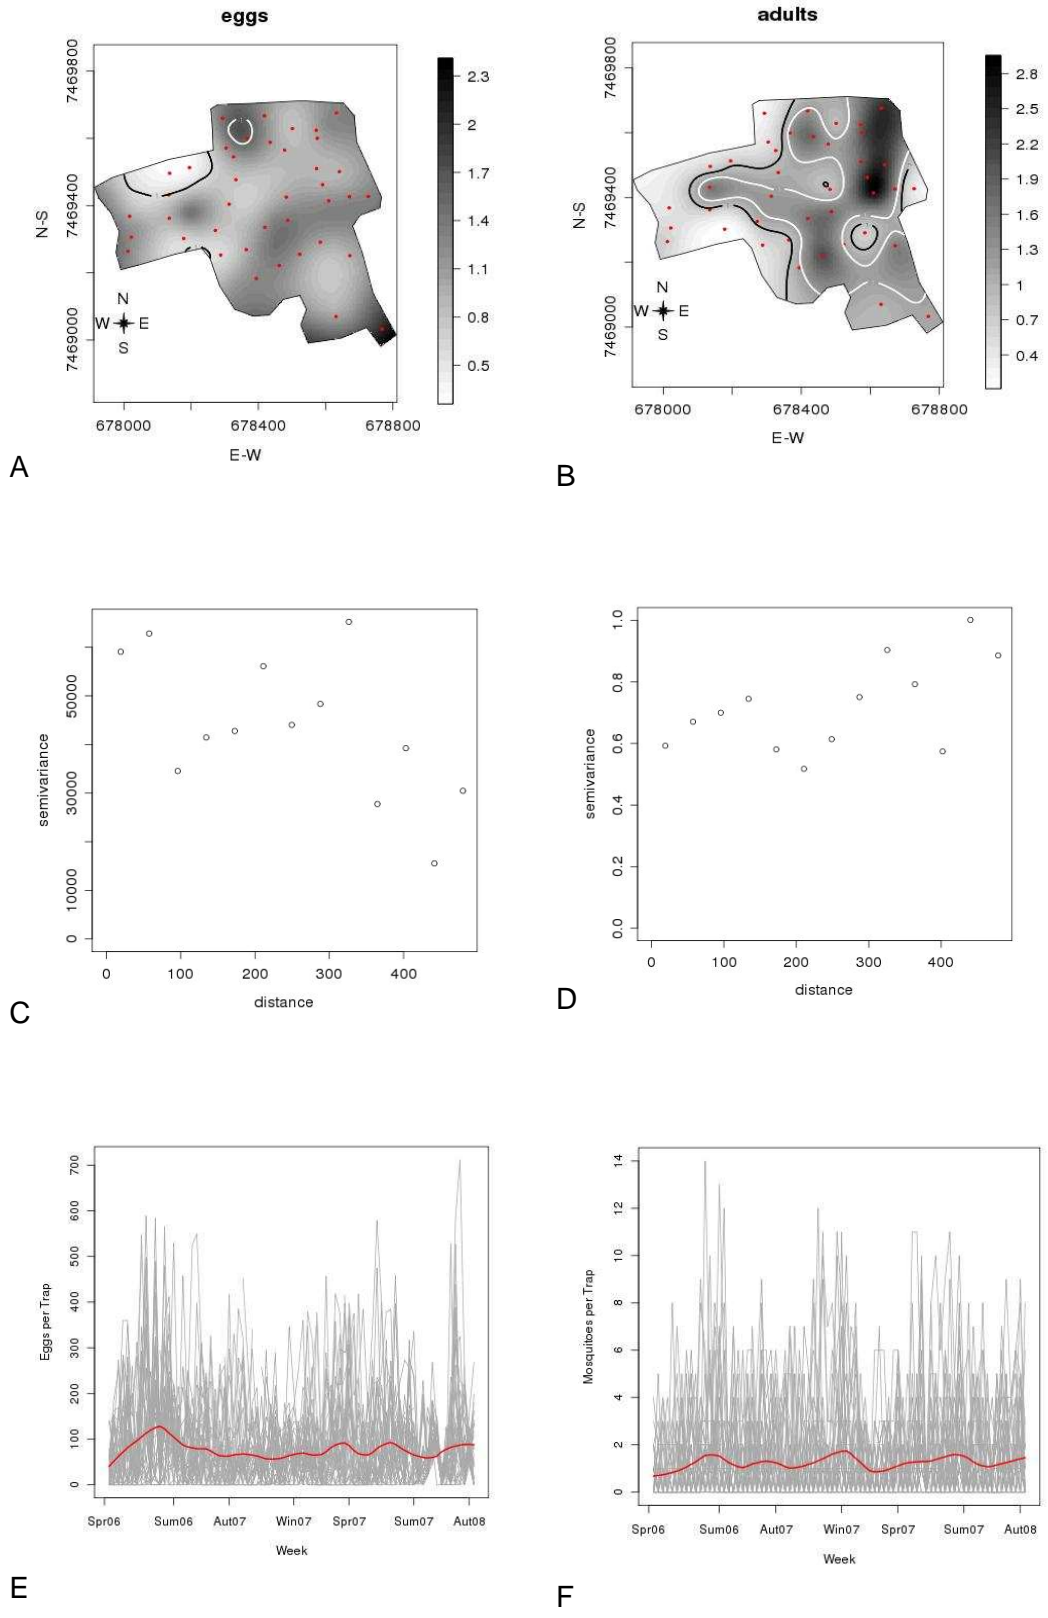 eggs
7469800
7469400
7469000
N-S
N
W E
S
678000 678400 678800
E-W
2.3
2
1.7
1.4
1.1
0.8
0.5
A
adults
7469800
7469400
7469000
N-S
N
W E
S
678000 678400 678800
E-W
2.8
2.5
2.2
1.9
1.6
1.3
1
0.7
0.4
B
semivariance
50000
30000
10000
0
0 100 200 300 400
distance
C
semivariance
1.0
0.8
0.6
0.4
0.2
0.0
0 100 200 300 400
distance
D
Eggs per Trap
700
600
500
400
300
200
100
0
Spr06 Sum06 Aut07 Win07 Spr07 Sum07 Aut08
Week
E
Mosquitoes per Trap
14
12
10
8
6
4
2
0
Spr06 Sum06 Aut07 Win07 Spr07 Sum07 Aut08
Week
F